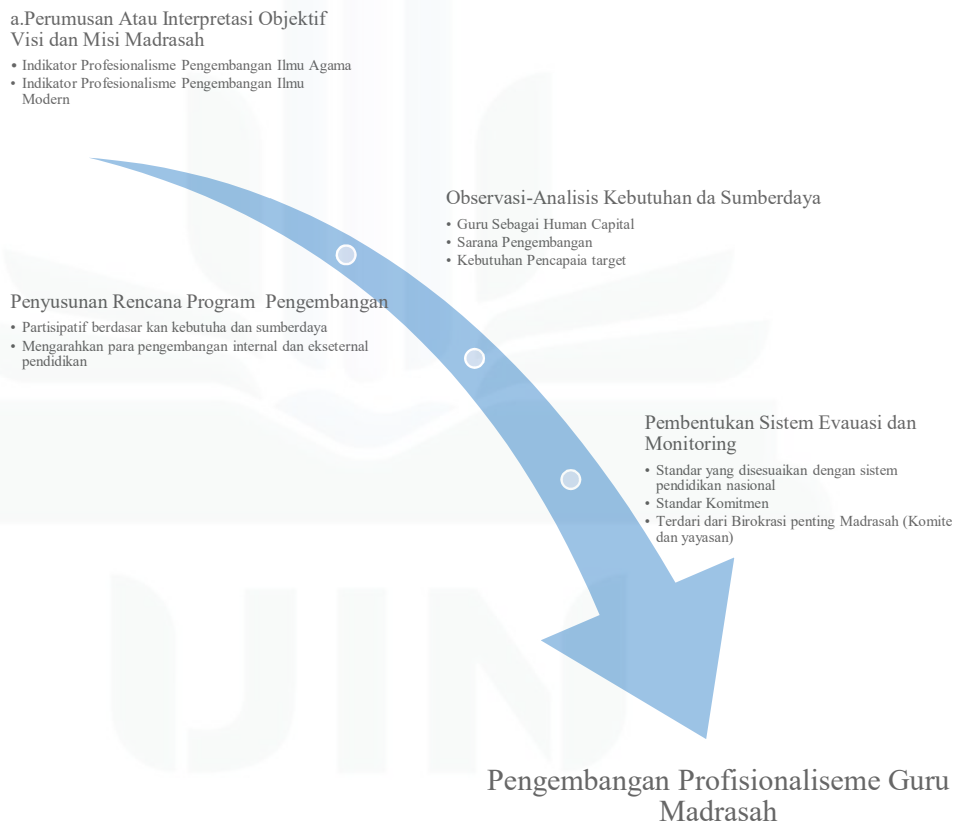 a.Perumusan Atau Interpretasi Objektif
Visi dan Misi Madrasah
• Indikator Profesionalisme Pengembangan Ilmu Agama
• Indikator Profesionalisme Pengembangan Ilmu
Modern
Observasi-Analisis Kebutuhan da Sumberdaya
• Guru Sebagai Human Capital
• Sarana Pengembangan
• Kebutuhan Pencapaia target
Penyusunan Rencana Program Pengembangan
• Partisipatif berdasar kan kebutuha dan sumberdaya
• Mengarahkan para pengembangan internal dan ekseternal
pendidikan
Pembentukan Sistem Evauasi dan
Monitoring
• Standar yang disesuaikan dengan sistem
pendidikan nasional
• Standar Komitmen
• Terdari dari Birokrasi penting Madrasah (Komite
dan yayasan)
UIN
Pengembangan Profisionaliseme Guru
Madrasah